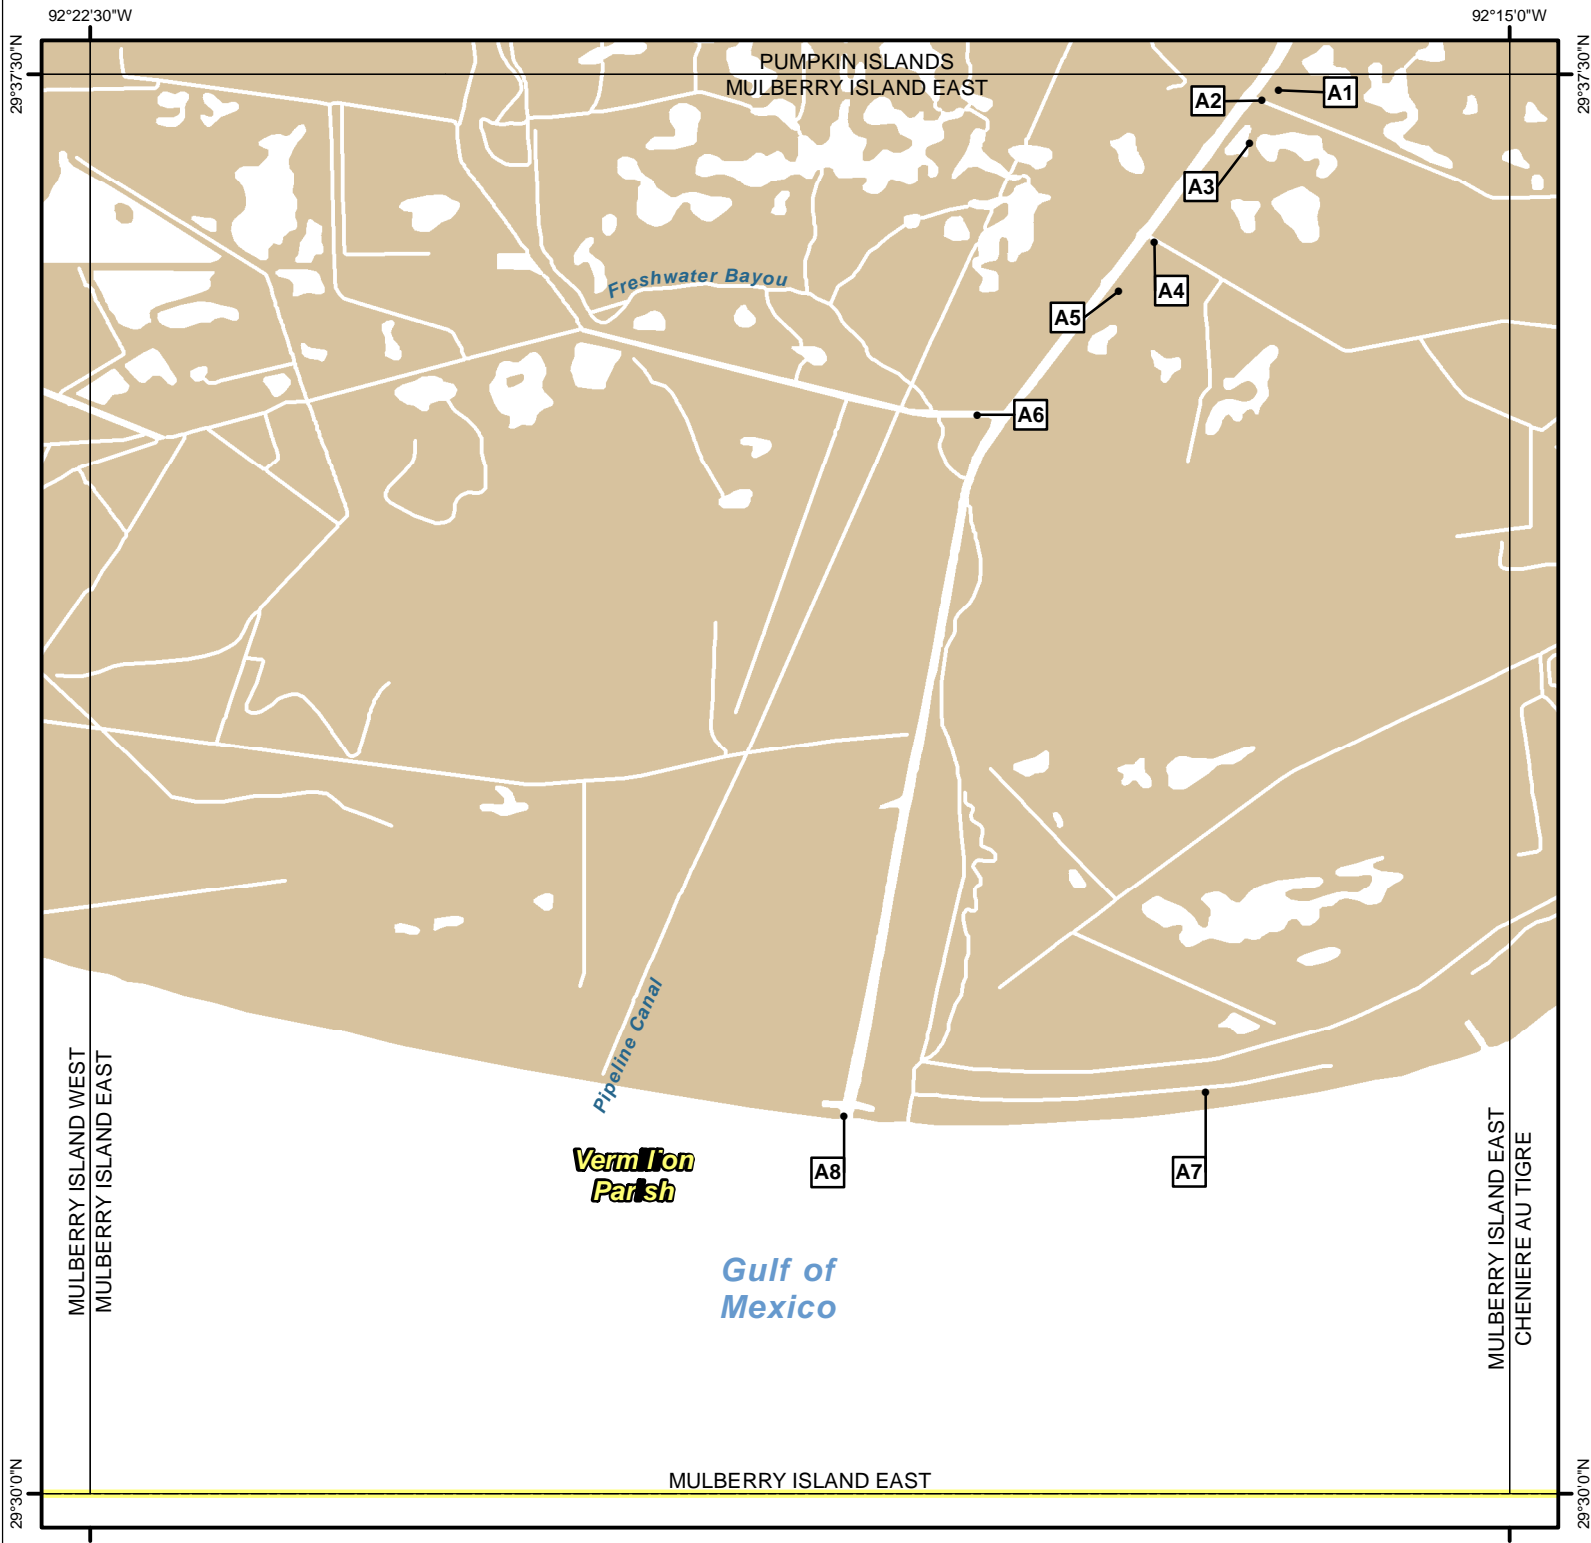 92°22'30"W
92°15'0"W
29°37'30"N
29°37'30"N
PUMPKIN ISLANDS
MULBERRY ISLAND EAST
A1
A2
A3
A4
A5
Freshwater Bayou
A6
Pipeline Canal
MULBERRY ISLAND WEST
MULBERRY ISLAND EAST
MULBERRY ISLAND EAST
CHENIERE AU TIGRE
Vermilion
Parish
A8
A7
Gulf of
Mexico
MULBERRY ISLAND EAST
29°30'0"N
29°30'0"N